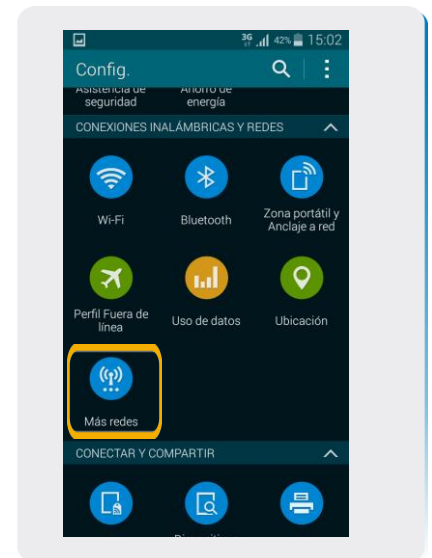 3G 42% 15:02
Config.
Asistencia de Ahorro de
seguridad energía
CONEXIONES INALÁMBRICAS Y REDES
Wi-Fi Bluetooth Zona portátil y
Anclaje a red
Perfil Fuera de
línea Uso de datos Ubicación
Más redes
CONECTAR Y COMPARTIR